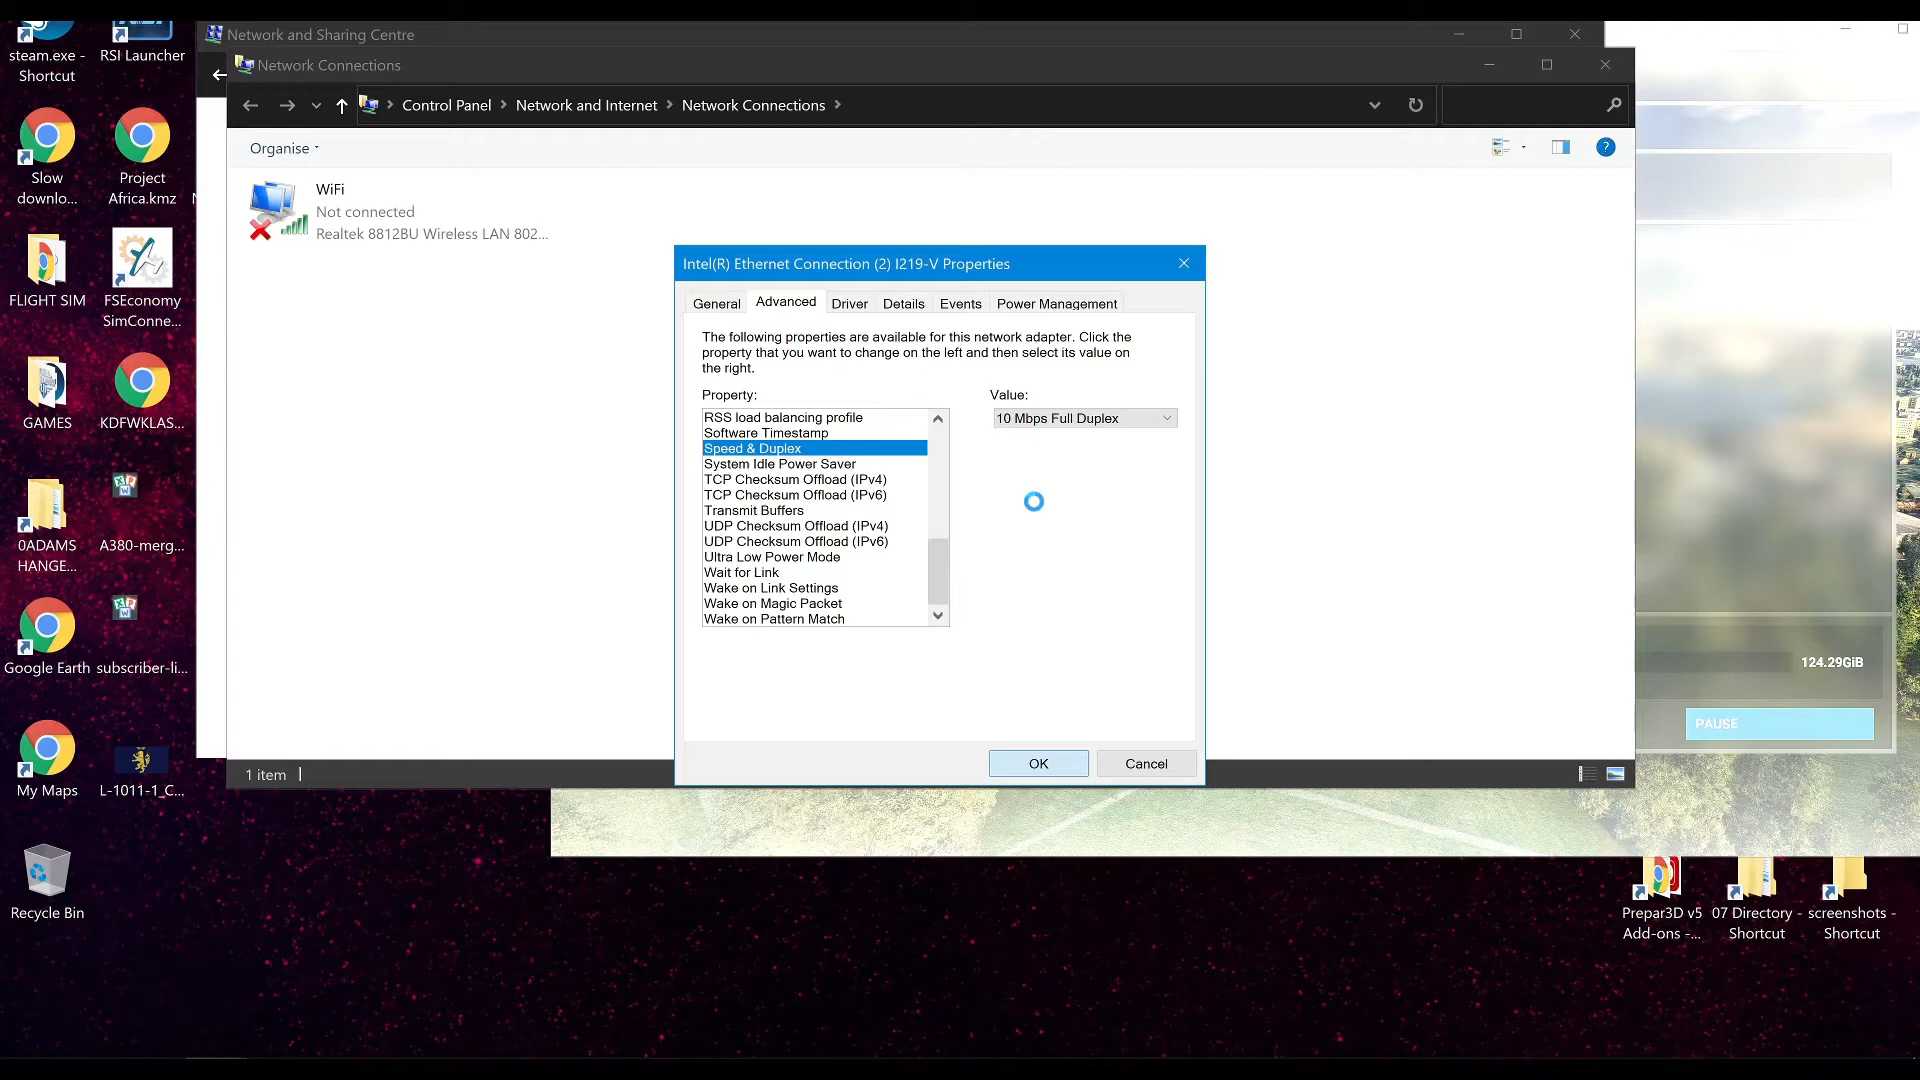 steam.exe -
Shortcut
RSI Launcher
Slow
downlo...
Project
Africa.kmz
FLIGHT SIM
FSEconomy
SimConne...
GAMES
KDFWKLAS...
0ADAMS
HANGE...
A380-merg...
Google Earth
subscriber-li...
My Maps
L-1011-1_C...
Recycle Bin
Network and Sharing Centre
Network Connections
Control Panel
Network and Internet
Network Connections
Organise
?
WiFi
Not connected
Realtek 8812BU Wireless LAN 802...
1 item
Intel(R) Ethernet Connection (2) I219-V Properties
General
Advanced
Driver
Details
Events
Power Management
The following properties are available for this network adapter. Click the
property that you want to change on the left and then select its value on
the right.
Property:
Value:
RSS load balancing profile
Software Timestamp
Speed & Duplex
System Idle Power Saver
TCP Checksum Offload (IPv4)
TCP Checksum Offload (IPv6)
Transmit Buffers
UDP Checksum Offload (IPv4)
UDP Checksum Offload (IPv6)
Ultra Low Power Mode
Wait for Link
Wake on Link Settings
Wake on Magic Packet
Wake on Pattern Match
10 Mbps Full Duplex
OK
Cancel
124.29GiB
PAUSE
Prepar3D v5
Add-ons -...
07 Directory -
Shortcut
screenshots -
Shortcut